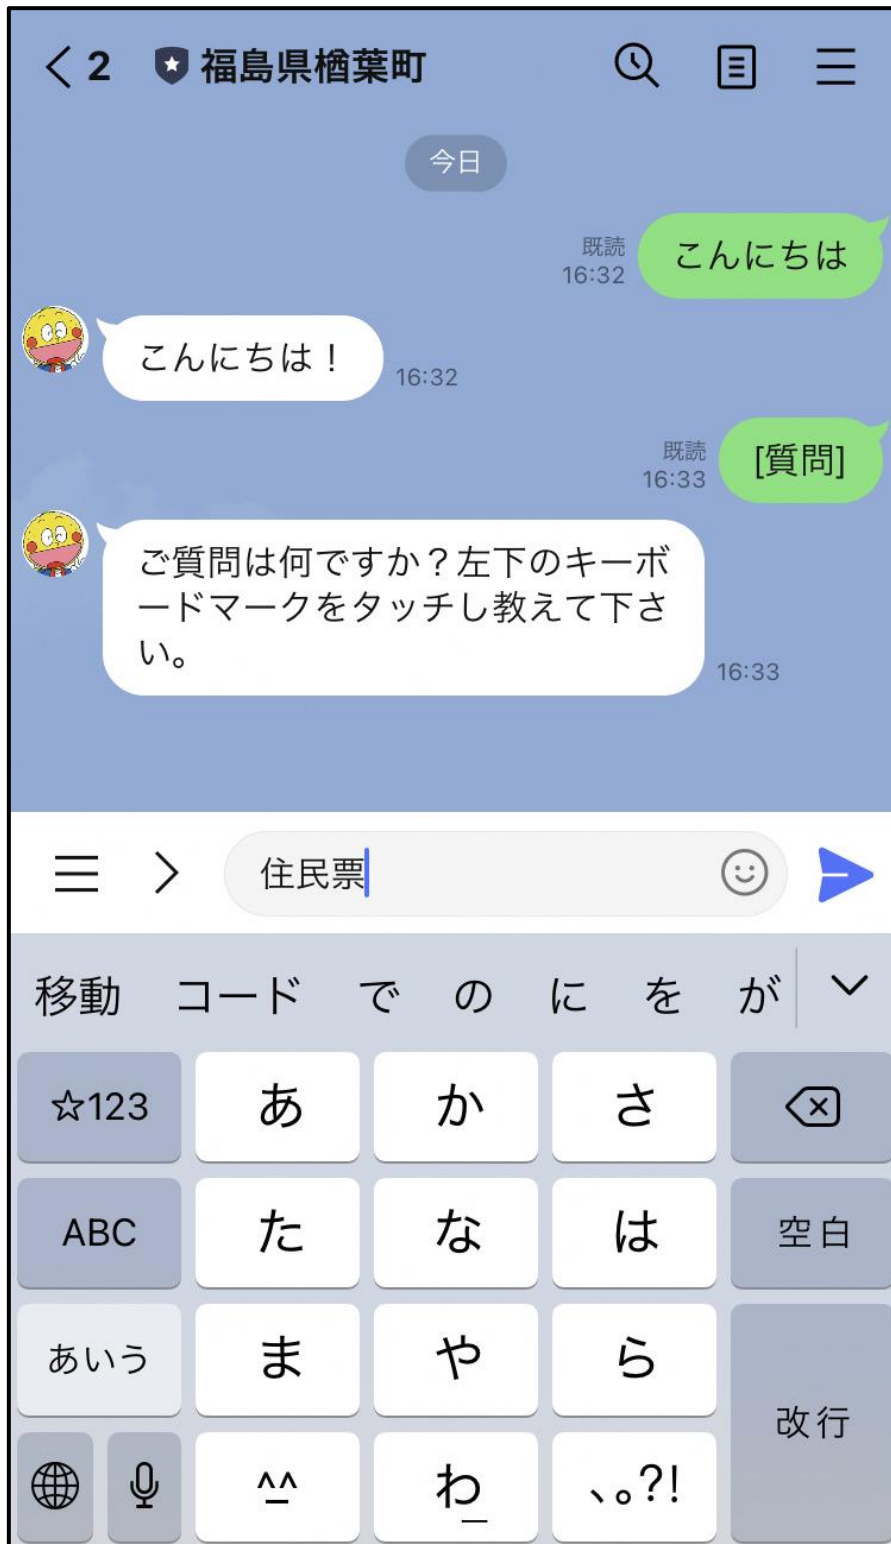 2 福島県楢葉町
今日
既読
16:32
こんにちは
こんにちは！
16:32
既読
16:33
[質問]
ご質問は何ですか？左下のキーボ
ードマークをタッチし教えて下さ
い。
16:33
住民票
移動 コード で の に を が
☆123 あ か さ
ABC た な は 空白
あいう ま や ら
改行
^^ わ 、。?!